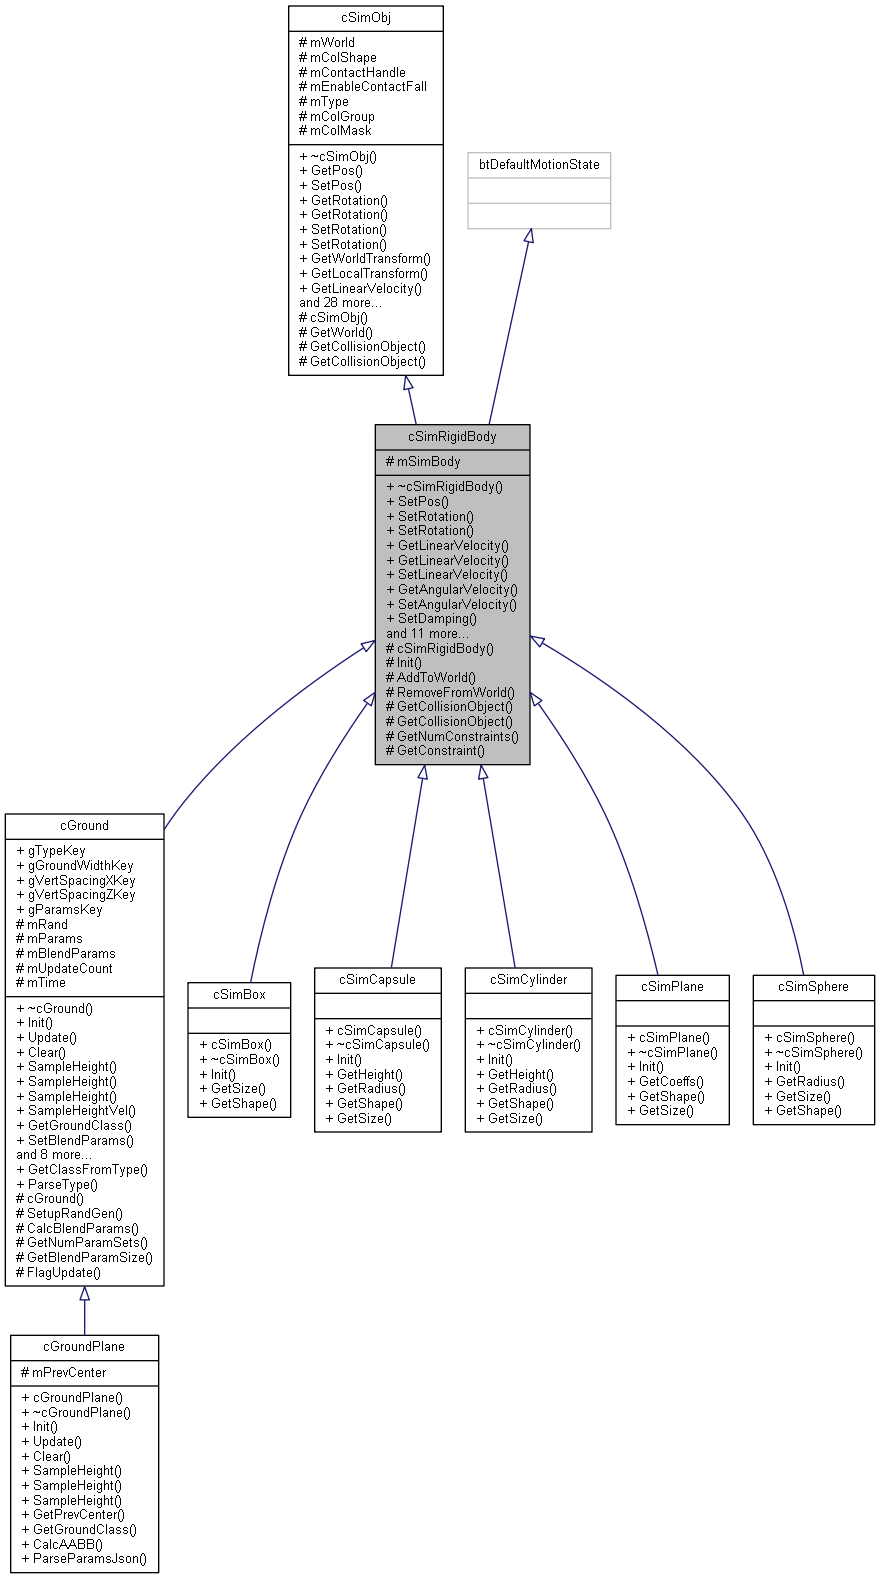 cSimObj
# mWorld
# mColShape
# mContactHandle
# mEnableContactFall
# mType
# mColGroup
# mColMask
+ ~cSimObj()
+ GetPos()
+ SetPos()
+ GetRotation()
+ GetRotation()
+ SetRotation()
+ SetRotation()
+ GetWorldTransform()
+ GetLocalTransform()
+ GetLinearVelocity()
and 28 more...
# cSimObj()
# GetWorld()
# GetCollisionObject()
# GetCollisionObject()
btDefaultMotionState
cSimRigidBody
# mSimBody
+ ~cSimRigidBody()
+ SetPos()
+ SetRotation()
+ SetRotation()
+ GetLinearVelocity()
+ GetLinearVelocity()
+ SetLinearVelocity()
+ GetAngularVelocity()
+ SetAngularVelocity()
+ SetDamping()
and 11 more...
# cSimRigidBody()
# Init()
# AddToWorld()
# RemoveFromWorld()
# GetCollisionObject()
# GetCollisionObject()
# GetNumConstraints()
# GetConstraint()
cGround
+ gTypeKey
+ gGroundWidthKey
+ gVertSpacingXKey
+ gVertSpacingZKey
+ gParamsKey
# mRand
# mParams
# mBlendParams
# mUpdateCount
# mTime
+ ~cGround()
+ Init()
+ Update()
+ Clear()
+ SampleHeight()
+ SampleHeight()
+ SampleHeight()
+ SampleHeightVel()
+ GetGroundClass()
+ SetBlendParams()
and 8 more...
+ GetClassFromType()
+ ParseType()
# cGround()
# SetupRandGen()
# CalcBlendParams()
# GetNumParamSets()
# GetBlendParamSize()
# FlagUpdate()
cSimBox
+ cSimBox()
+ ~cSimBox()
+ Init()
+ GetSize()
+ GetShape()
cSimCapsule
+ cSimCapsule()
+ ~cSimCapsule()
+ Init()
+ GetHeight()
+ GetRadius()
+ GetShape()
+ GetSize()
cSimCylinder
+ cSimCylinder()
+ ~cSimCylinder()
+ Init()
+ GetHeight()
+ GetRadius()
+ GetShape()
+ GetSize()
cSimPlane
+ cSimPlane()
+ ~cSimPlane()
+ Init()
+ GetCoeffs()
+ GetShape()
+ GetSize()
cSimSphere
+ cSimSphere()
+ ~cSimSphere()
+ Init()
+ GetRadius()
+ GetSize()
+ GetShape()
cGroundPlane
# mPrevCenter
+ cGroundPlane()
+ ~cGroundPlane()
+ Init()
+ Update()
+ Clear()
+ SampleHeight()
+ SampleHeight()
+ SampleHeight()
+ GetPrevCenter()
+ GetGroundClass()
+ CalcAABB()
+ ParseParamsJson()